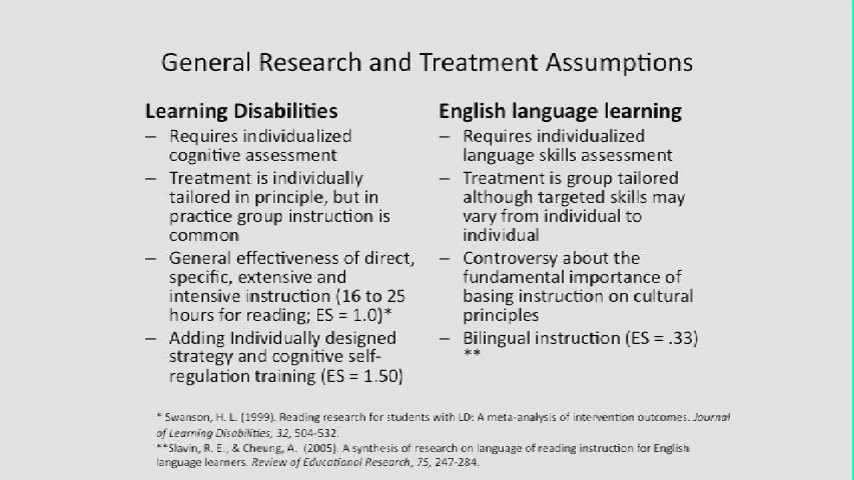 General Research and Treatment Assumptions
Learning Disabilities
– Requires individualized
cognitive assessment
– Treatment is individually
tailored in principle, but in
practice group instruction is
common
– General effectiveness of direct,
specific, extensive and
intensive instruction (16 to 25
hours for reading; ES = 1.0)*
– Adding Individually designed
strategy and cognitive self-
regulation training (ES = 1.50)
English language learning
– Requires individualized
language skills assessment
– Treatment is group tailored
although targeted skills may
vary from individual to
individual
– Controversy about the
fundamental importance of
basing instruction on cultural
principles
– Bilingual instruction (ES = .33)
**
* Swanson, H. L. (1999). Reading research for students with LD: A meta-analysis of intervention outcomes. Journal
of Learning Disabilities, 32, 504-532.
**Slavin, R. E., & Cheung, A. (2005). A synthesis of research on language of reading instruction for English
language learners. Review of Educational Research, 75, 247-284.